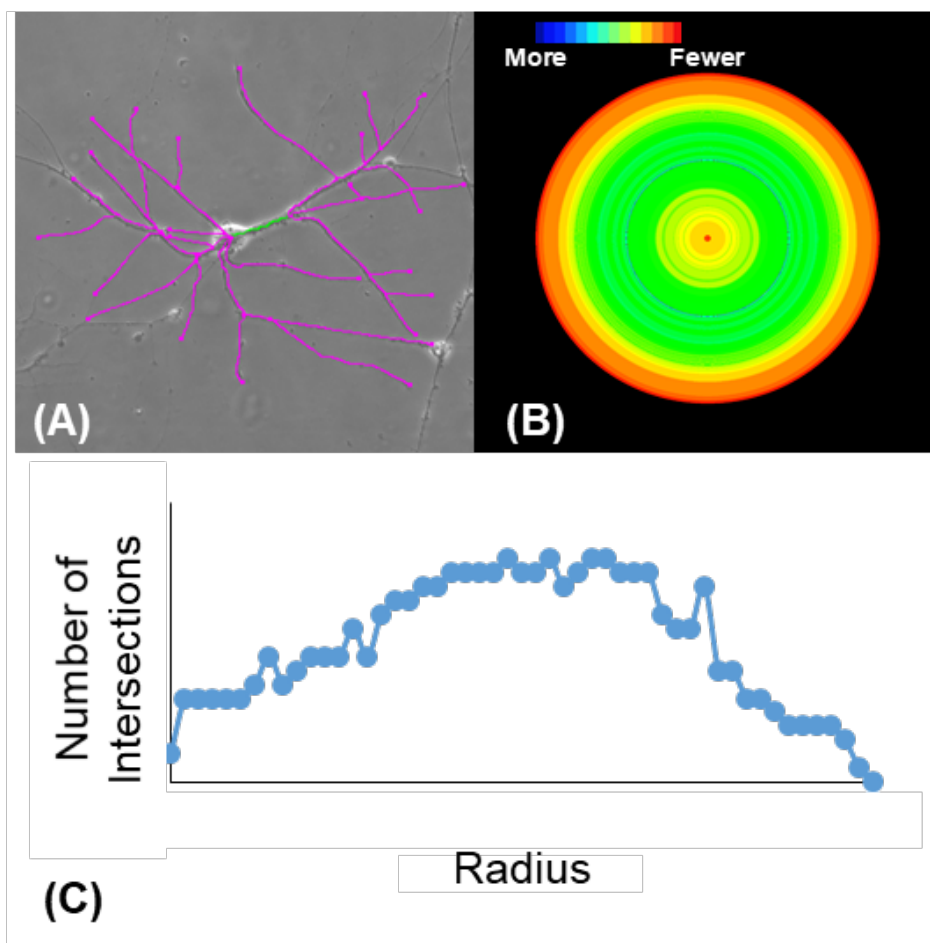 More
Fewer
(A)
(B)
Number of
Intersections
Radius
(C)